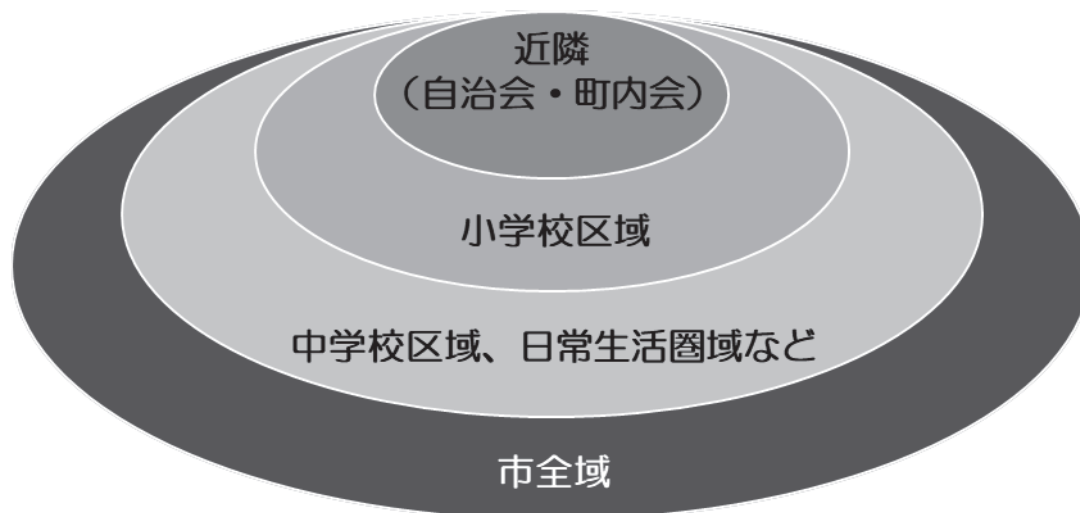 近隣
（自治会・町内会）
小学校区域
中学校区域、日常生活圏域など
市全域